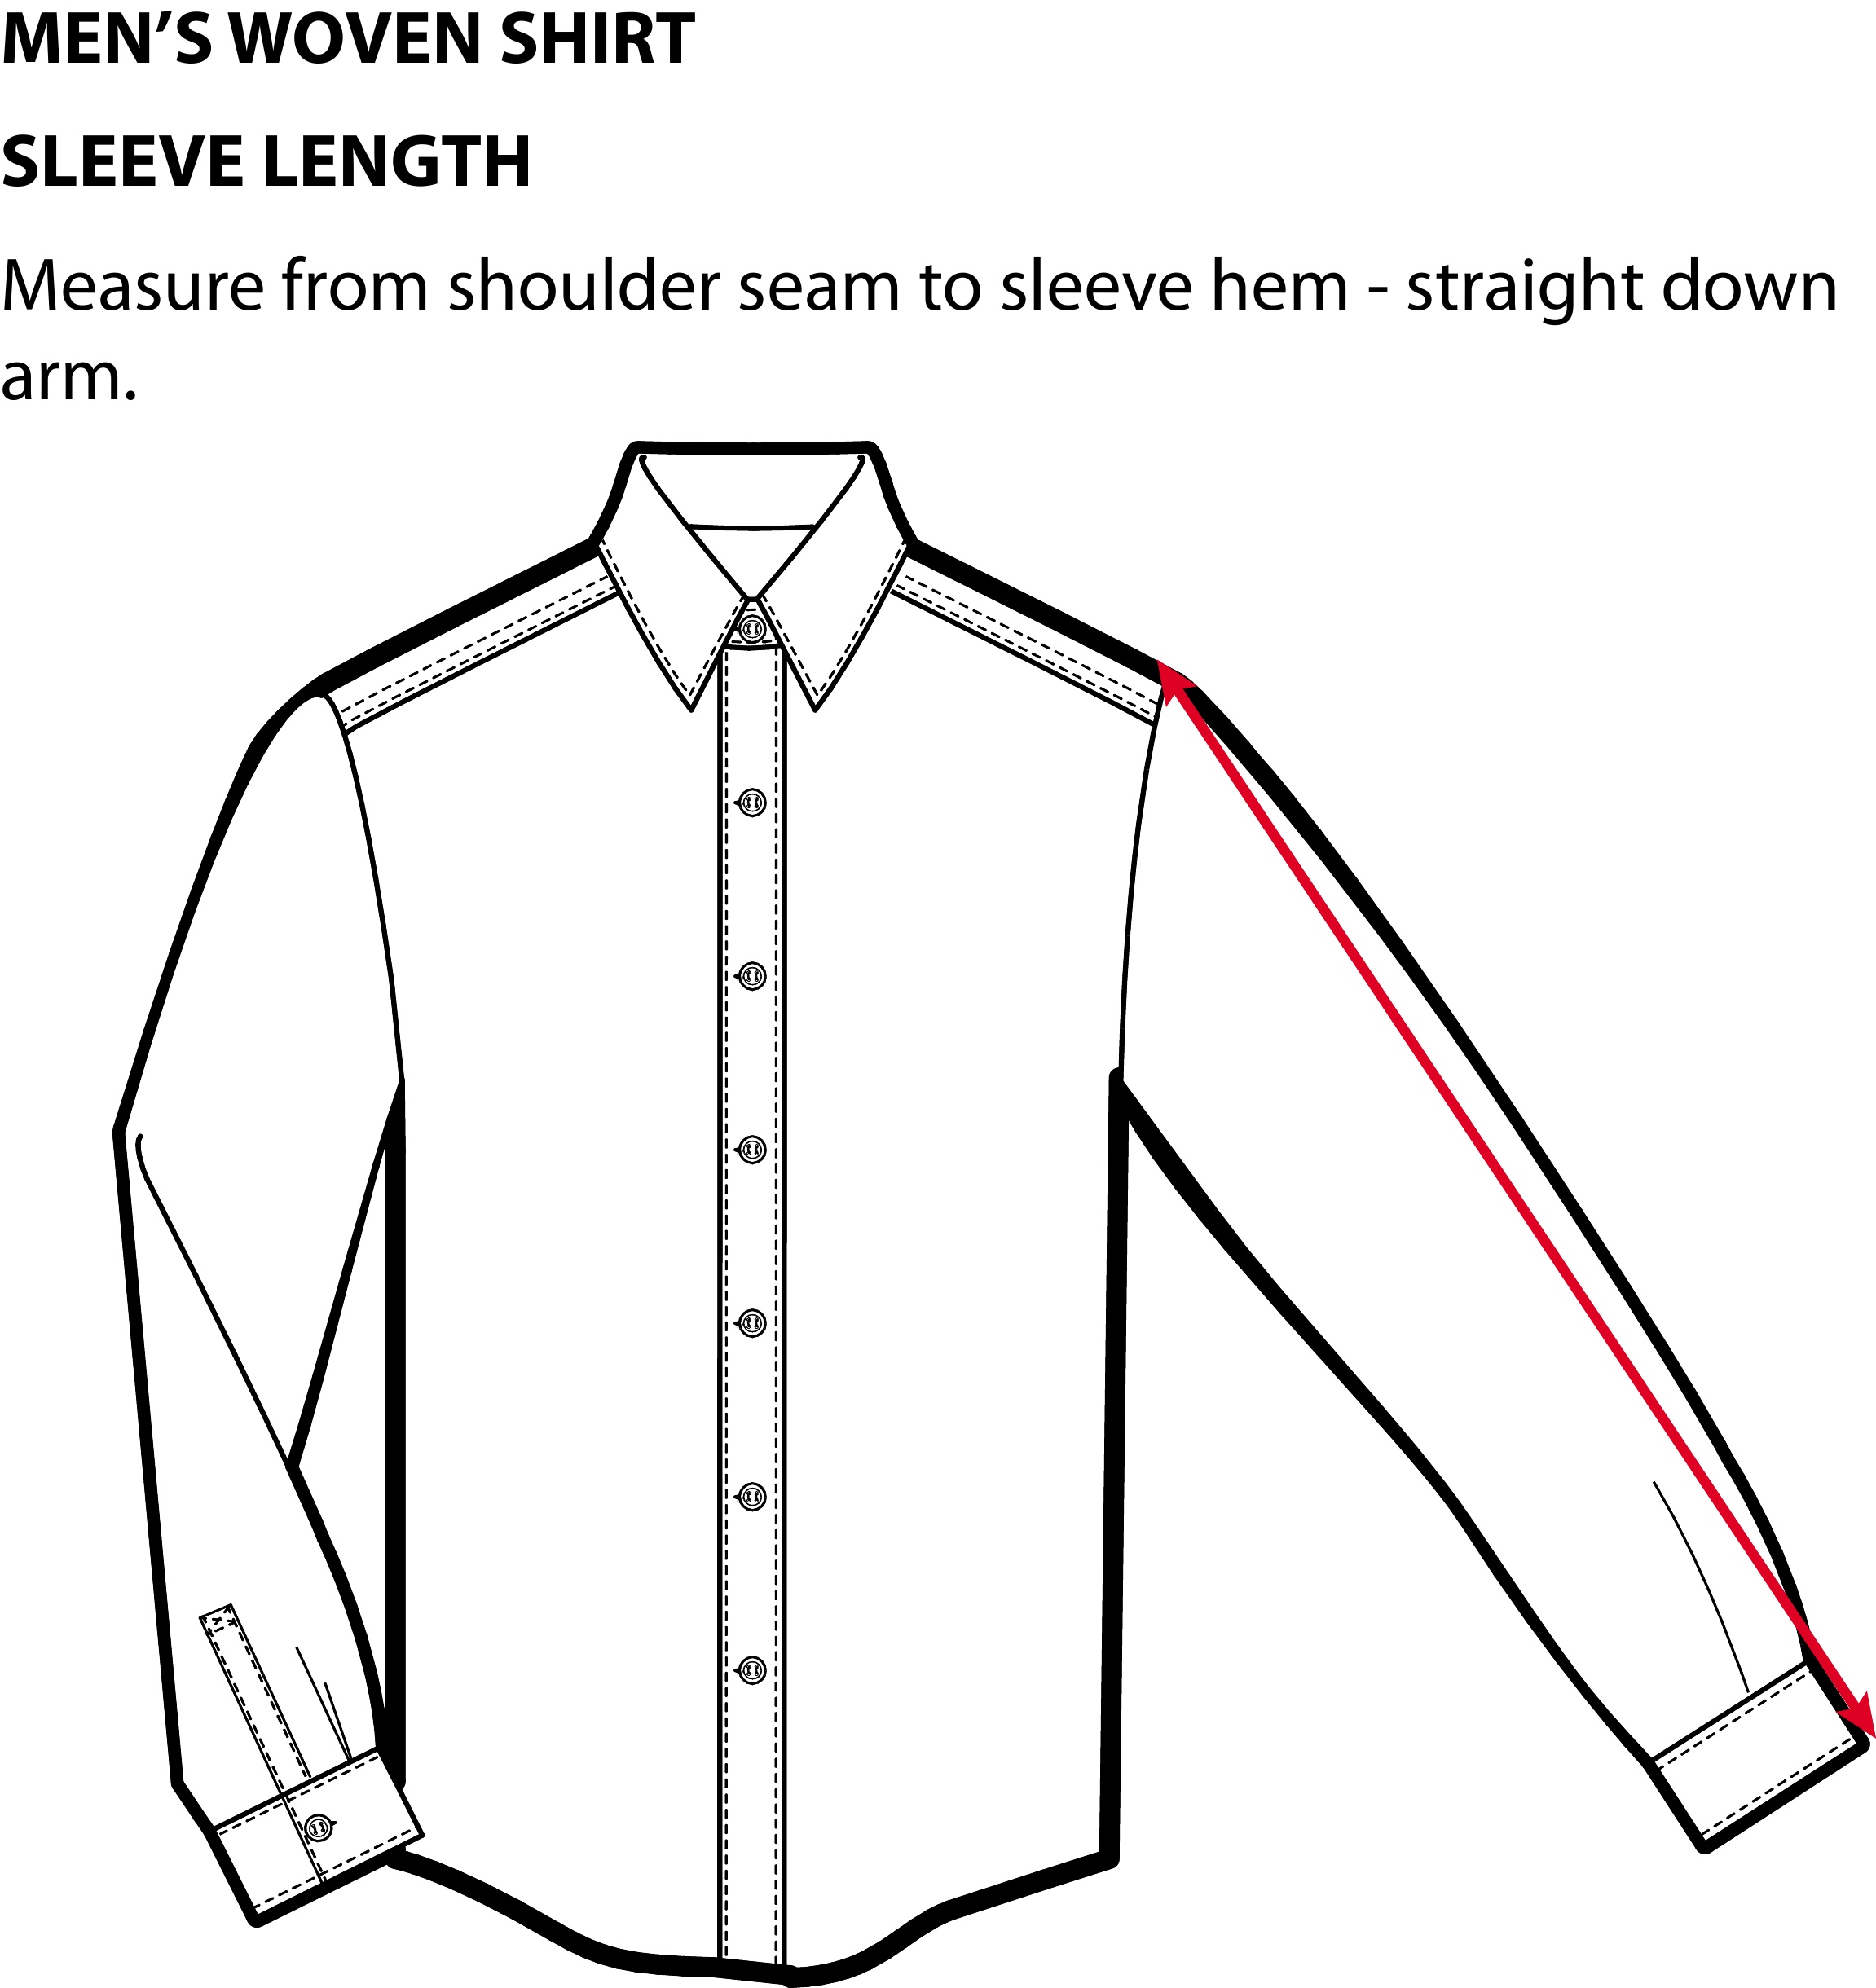 MEN’S WOVEN SHIRT
SLEEVE LENGTH
Measure from shoulder seam to sleeve hem - straight down
arm.